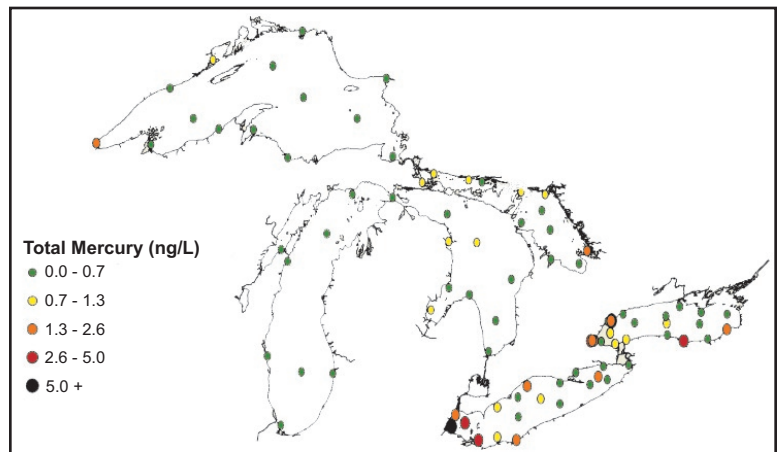 Total Mercury (ng/L)
0.0 - 0.7
0.7 - 1.3
1.3 - 2.6
2.6 - 5.0
5.0 +